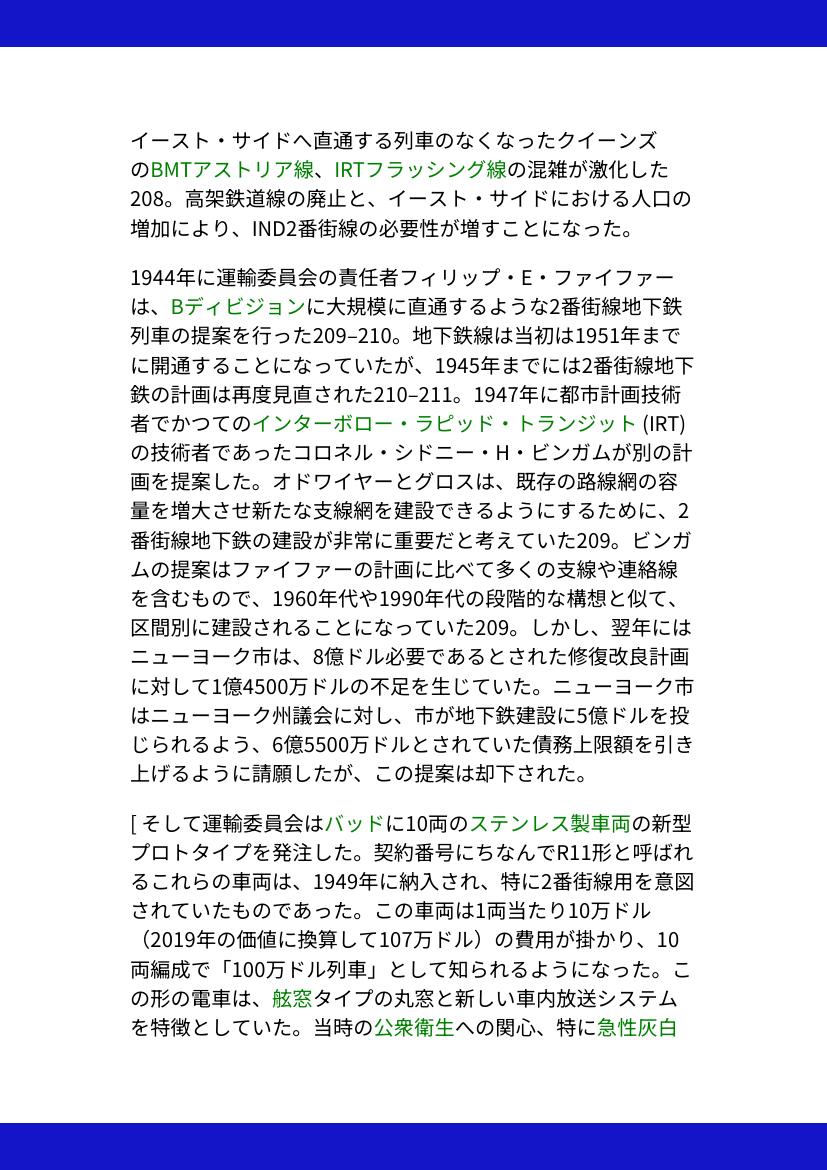 イースト・サイドへ直通する列車のなくなったクイーンズ
のBMTアストリア線、IRTフラッシング線の混雑が激化した
208。高架鉄道線の廃止と、イースト・サイドにおける人口の
増加により、IND2番街線の必要性が増すことになった。
1944年に運輸委員会の責任者フィリップ・E・ファイファー
は、Bディビジョンに大規模に直通するような2番街線地下鉄
列車の提案を行った209–210。地下鉄線は当初は1951年まで
に開通することになっていたが、1945年までには2番街線地下
鉄の計画は再度見直された210–211。1947年に都市計画技術
者でかつてのインターボロー・ラピッド・トランジット (IRT)
の技術者であったコロネル・シドニー・H・ビンガムが別の計
画を提案した。オドワイヤーとグロスは、既存の路線網の容
量を増大させ新たな支線網を建設できるようにするために、2
番街線地下鉄の建設が非常に重要だと考えていた209。ビンガ
ムの提案はファイファーの計画に比べて多くの支線や連絡線
を含むもので、1960年代や1990年代の段階的な構想と似て、
区間別に建設されることになっていた209。しかし、翌年には
ニューヨーク市は、8億ドル必要であるとされた修復改良計画
に対して1億4500万ドルの不足を生じていた。ニューヨーク市
はニューヨーク州議会に対し、市が地下鉄建設に5億ドルを投
じられるよう、6億5500万ドルとされていた債務上限額を引き
上げるように請願したが、この提案は却下された。
[ そして運輸委員会はバッドに10両のステンレス製車両の新型
プロトタイプを発注した。契約番号にちなんでR11形と呼ばれ
るこれらの車両は、1949年に納入され、特に2番街線用を意図
されていたものであった。この車両は1両当たり10万ドル
（2019年の価値に換算して107万ドル）の費用が掛かり、10
両編成で「100万ドル列車」として知られるようになった。こ
の形の電車は、舷窓タイプの丸窓と新しい車内放送システム
を特徴としていた。当時の公衆衛生への関心、特に急性灰白